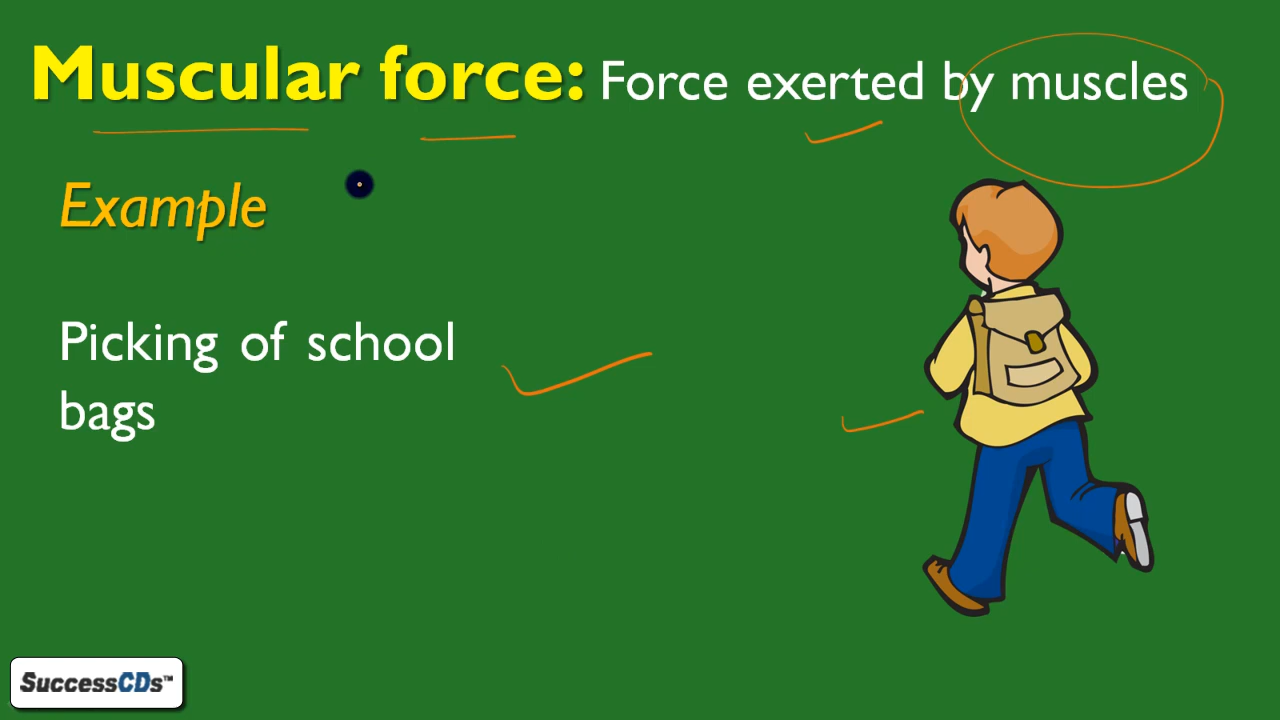 Muscular force: Force exerted by muscles
Example
Picking of school
bags
SuccessCDs™